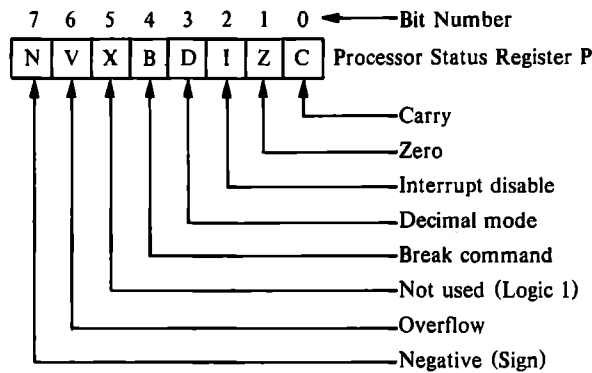 7 6 5 4 3 2 1 0 Bit Number
N V X B D I Z C Processor Status Register P
Carry
Zero
Interrupt disable
Decimal mode
Break command
Not used (Logic 1)
Overflow
Negative (Sign)